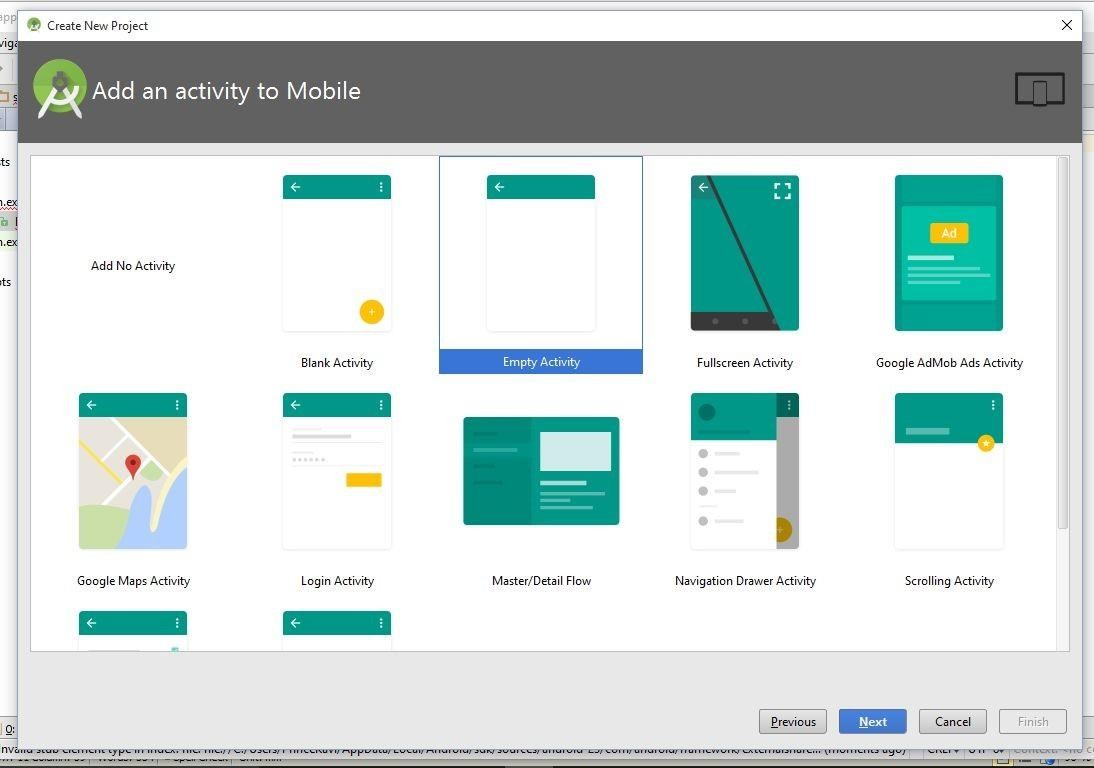 Create New Project
Add an activity to Mobile
Add No Activity
Blank Activity
Empty Activity
Fullscreen Activity
Ad
Google AdMob Ads Activity
Google Maps Activity
Login Activity
Master/Detail Flow
Navigation Drawer Activity
Scrolling Activity
Previous
Next
Cancel
Finish